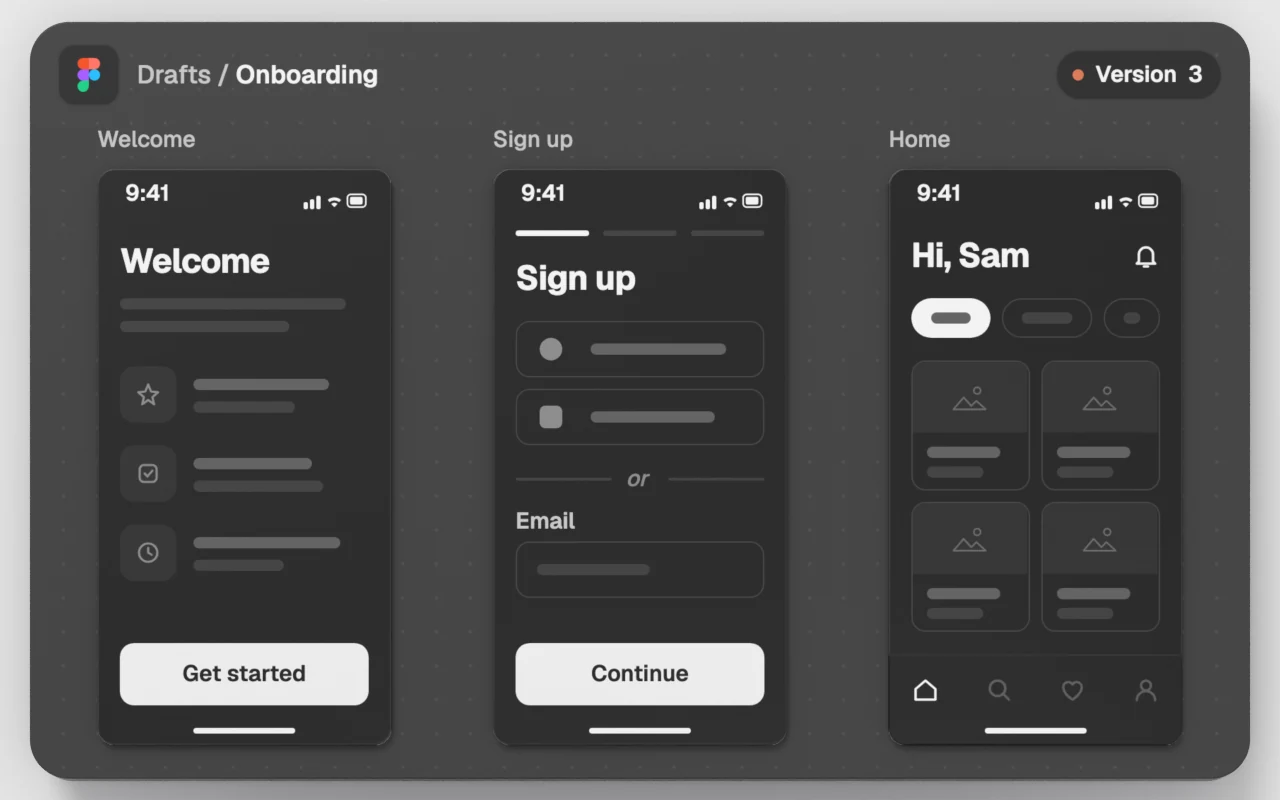 Drafts / Onboarding
Version 3
Welcome
9:41
Welcome
Get started
Sign up
9:41
Sign up
or
Email
Continue
Home
9:41
Hi, Sam